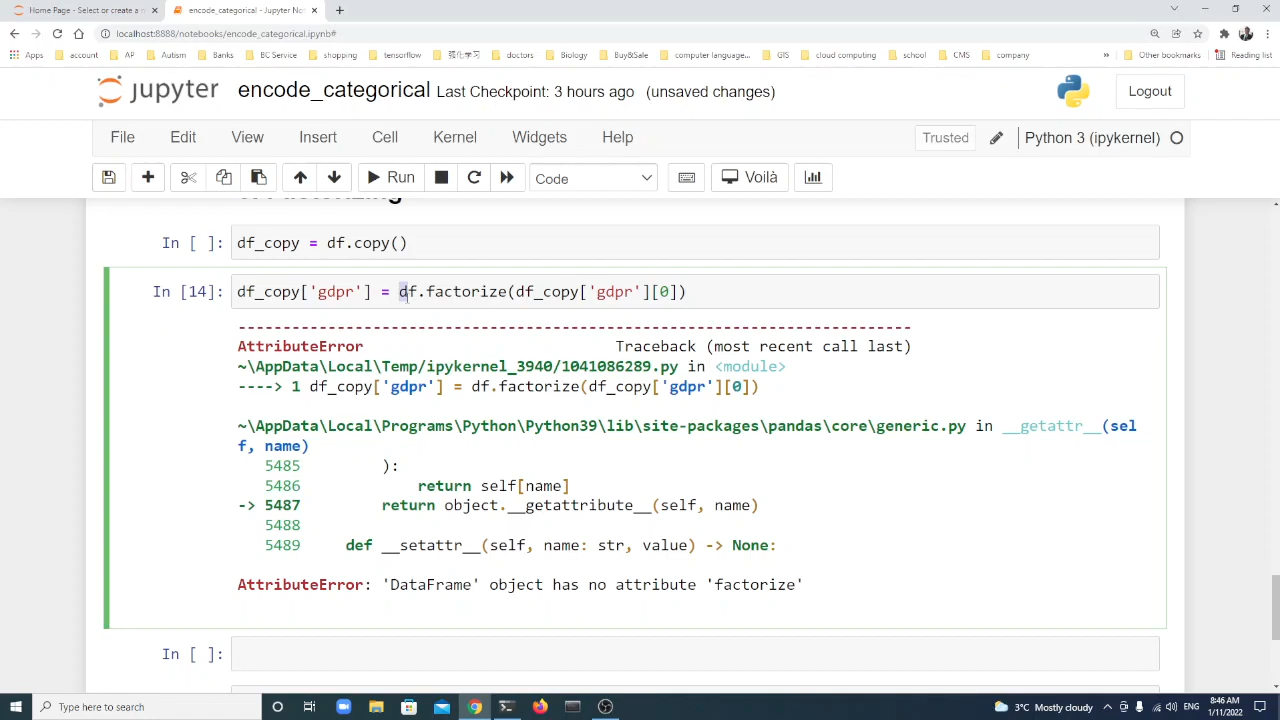 Home Page - Select or create a n
encode_categorical - Jupyter Not
localhost:8888/notebooks/encode_categorical.ipynb#
Apps account AP Autism Banks BC Service shopping tensorflow 强化学习 doctors Biology Buy&Sale computer language... GIS cloud computing school CMS company » Other bookmarks Reading list
jupyter encode_categorical Last Checkpoint: 3 hours ago (unsaved changes) Logout
File Edit View Insert Cell Kernel Widgets Help Trusted Python 3 (ipykernel)
Run Code Voilà
In [ ]: df_copy = df.copy()
In [14]: df_copy['gdpr'] = df.factorize(df_copy['gdpr'][0])
---------------------------------------------------------------------------
AttributeError Traceback (most recent call last)
~\AppData\Local\Temp/ipykernel_3940/1041086289.py in <module>
----> 1 df_copy['gdpr'] = df.factorize(df_copy['gdpr'][0])
~\AppData\Local\Programs\Python\Python39\lib\site-packages\pandas\core\generic.py in __getattr__(sel
f, name)
5485 ):
5486 return self[name]
-> 5487 return object.__getattribute__(self, name)
5488
5489 def __setattr__(self, name: str, value) -> None:
AttributeError: 'DataFrame' object has no attribute 'factorize'
In [ ]:
Type here to search 3°C Mostly cloudy ENG 8:46 AM
1/11/2022